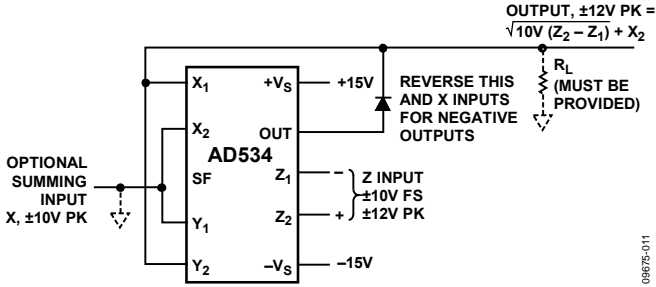 OUTPUT, ±12V PK =
√10V (Z2 – Z1) + X2
X1
+VS
+15V
REVERSE THIS
AND X INPUTS
FOR NEGATIVE
OUTPUTS
RL
(MUST BE
PROVIDED)
X2
OUT
AD534
OPTIONAL
SUMMING
INPUT
X, ±10V PK
SF
Z1
–
Z INPUT
±10V FS
±12V PK
Y1
Z2
+
Y2
–VS
–15V
09675-011